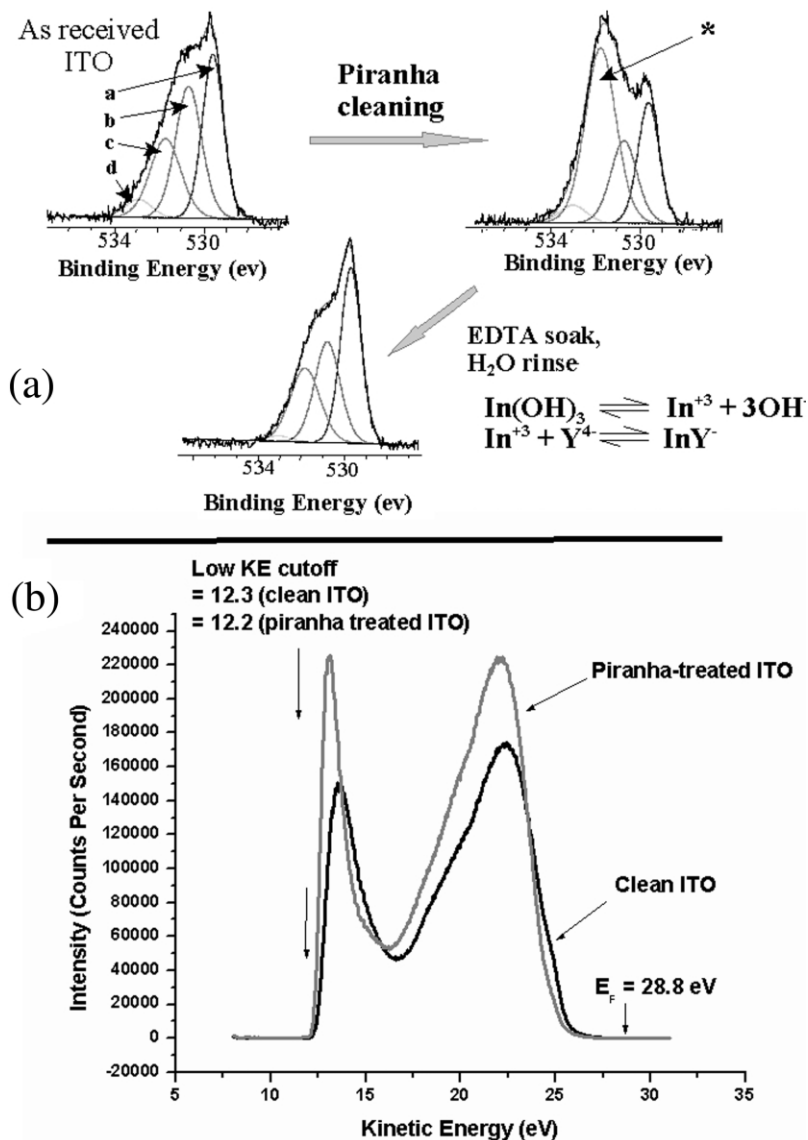 As received
ITO
a
b
c
d
534 530
Binding Energy (ev)
Piranha
cleaning
*
534 530
Binding Energy (ev)
534 530
Binding Energy (ev)
EDTA soak,
H₂O rinse
In(OH)₃ ⇌ In⁺³ + 3OH⁻
In⁺³ + Y⁴⁻ ⇌ InY⁻
(a)
(b)
Low KE cutoff
= 12.3 (clean ITO)
= 12.2 (piranha treated ITO)
240000
220000
200000
180000
160000
140000
120000
100000
80000
60000
40000
20000
0
-20000
Intensity (Counts Per Second)
Piranha-treated ITO
Clean ITO
E_F = 28.8 eV
5 10 15 20 25 30 35
Kinetic Energy (eV)